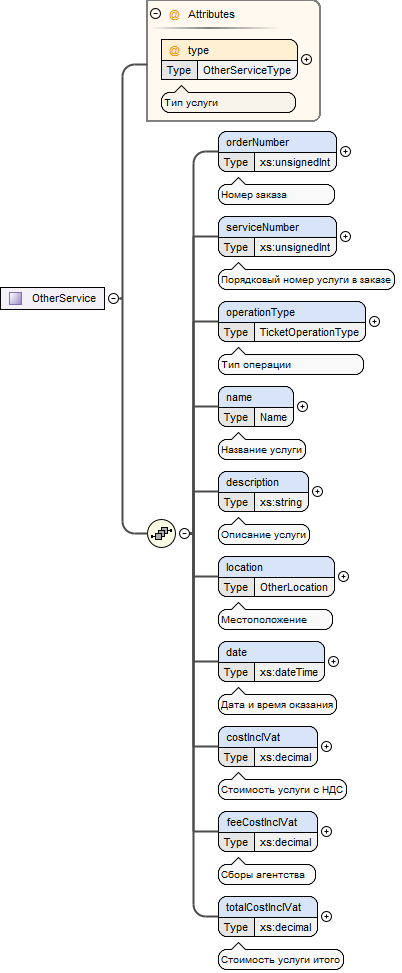 Attributes
@ type
Type OtherServiceType
Тип услуги
orderNumber
Type xs:unsignedInt
Номер заказа
serviceNumber
Type xs:unsignedInt
Порядковый номер услуги в заказе
OtherService
operationType
Type TicketOperationType
Тип операции
name
Type Name
Название услуги
description
Type xs:string
Описание услуги
location
Type OtherLocation
Местоположение
date
Type xs:dateTime
Дата и время оказания
costInclVat
Type xs:decimal
Стоимость услуги с НДС
feeCostInclVat
Type xs:decimal
Сборы агентства
totalCostInclVat
Type xs:decimal
Стоимость услуги итого